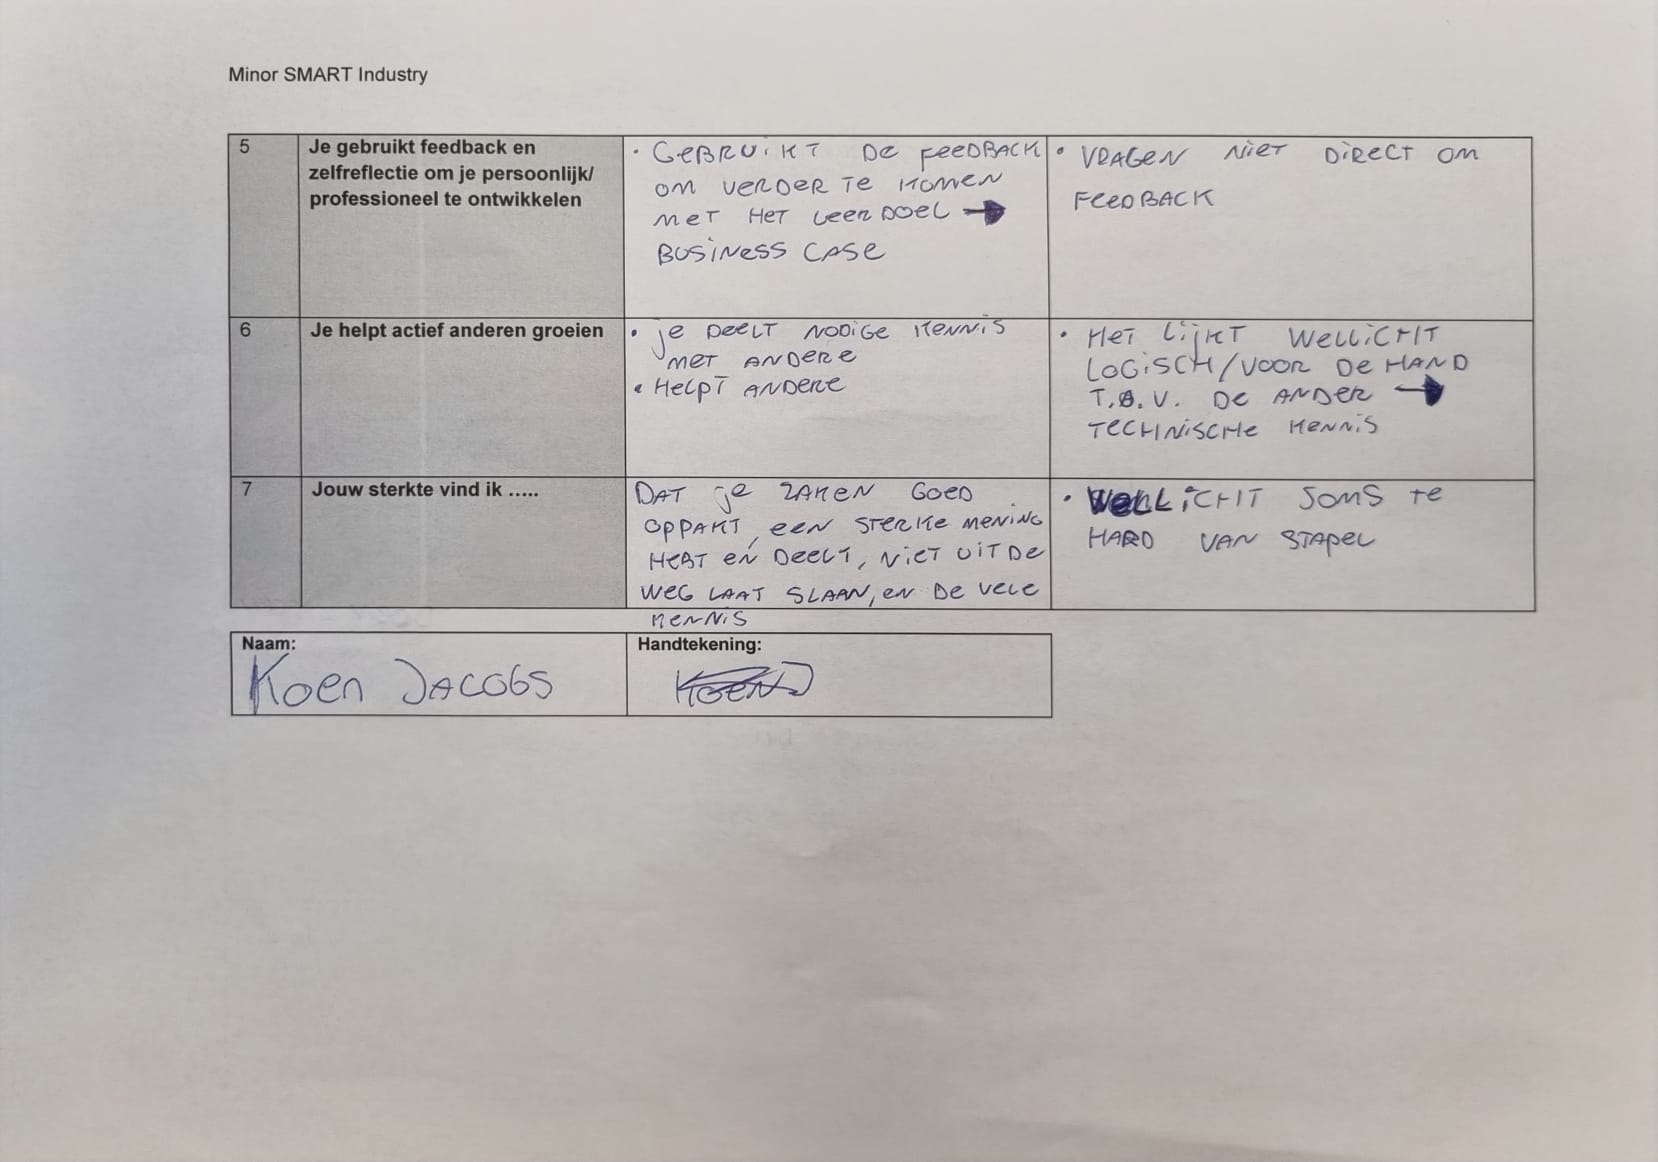 Minor SMART Industry
5
Je gebruikt feedback en
zelfreflectie om je persoonlijk/
professioneel te ontwikkelen
• GEBRUIKT DE FEEDBACK
OM VERDER TE KOMEN
MET HET LEERDOEL →
BUSINESS CASE
• VRAGEN NIET DIRECT OM
FEEDBACK
6
Je helpt actief anderen groeien
• je DEELT NODIGE KENNIS
MET ANDERE
• HELPT ANDERE
• HET LIJKT WELLICHT
LOGISCH/VOOR DE HAND
T.O.V. DE ANDER →
TECHNISCHE KENNIS
7
Jouw sterkte vind ik …..
DAT je ZAKEN GOED
OPPAKT, EEN STERKE MENING
HEBT EN DEELT, NIET UIT DE
WEG LAAT SLAAN, EN DE VELE
KENNIS
• WELLICHT SOMS TE
HARD VAN STAPEL
Naam:
KOEN JACOBS
Handtekening:
KOEN J